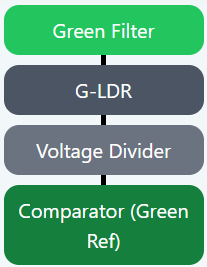 Green Filter
G-LDR
Voltage Divider
Comparator (Green
Ref)